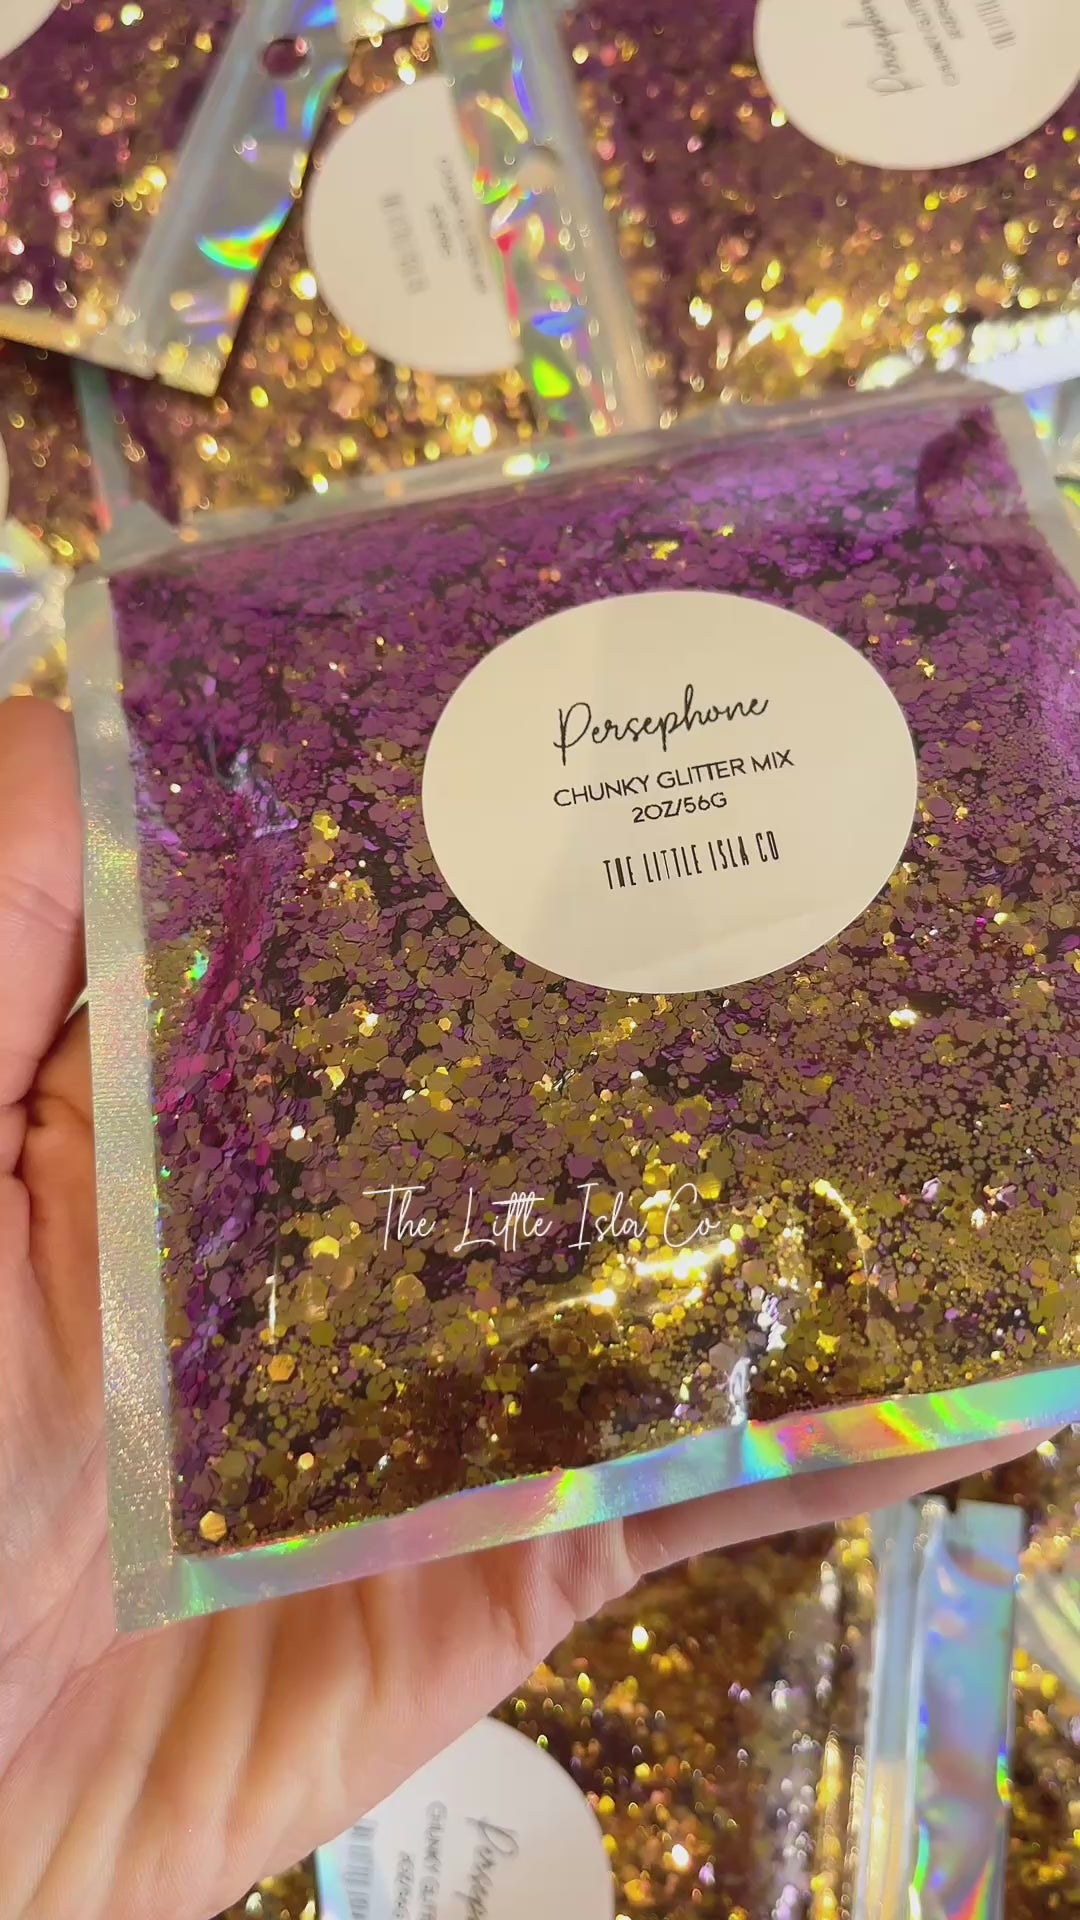 Persephone
CHUNKY GLITTER MIX
2OZ/56G
THE LITTLE ISLA CO
The Little Isla Co